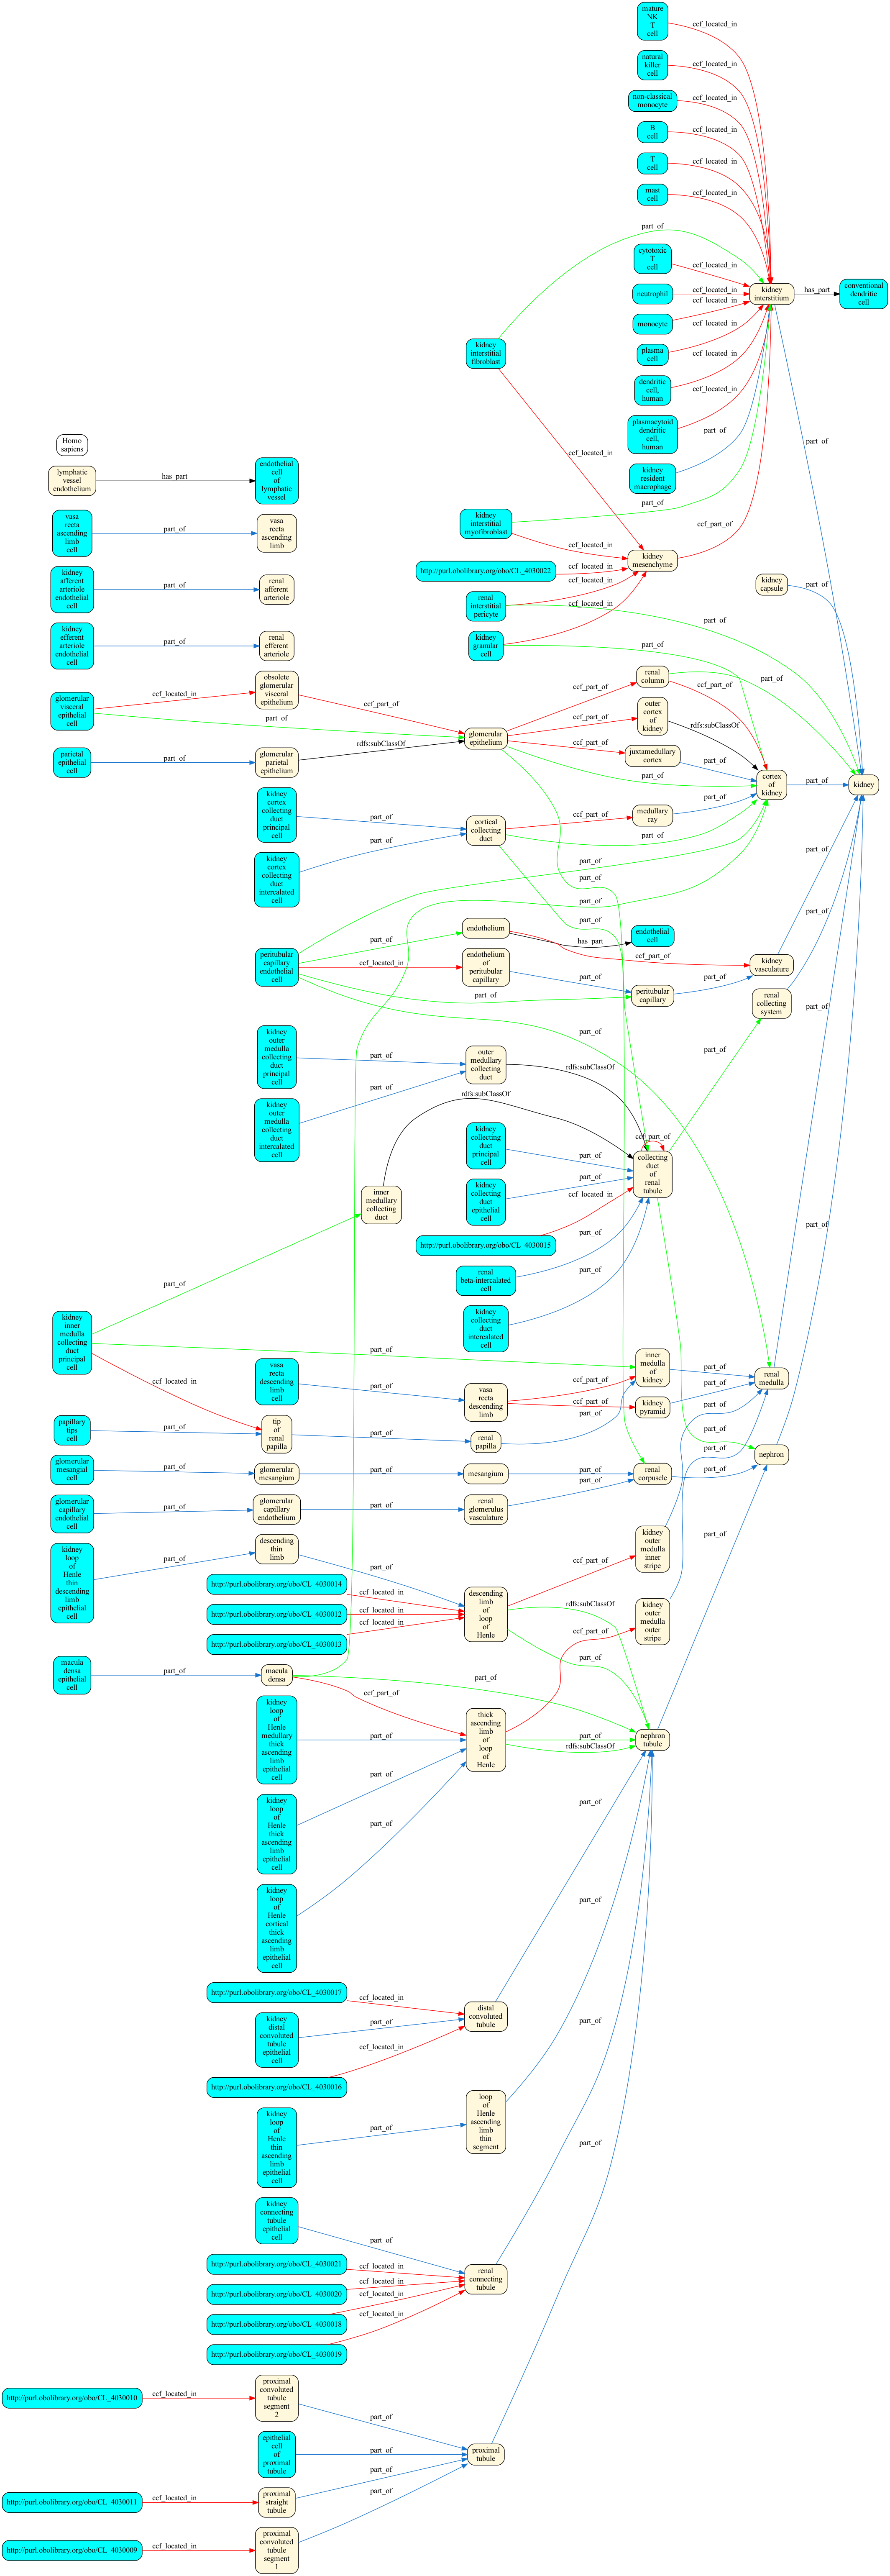 mature
NK
T
cell
ccf_located_in
natural
killer
cell
ccf_located_in
non-classical
monocyte
ccf_located_in
B
cell
ccf_located_in
T
cell
ccf_located_in
mast
cell
ccf_located_in
part_of
cytotoxic
T
cell
ccf_located_in
neutrophil
ccf_located_in
kidney
interstitium
has_part
conventional
dendritic
cell
ccf_located_in
monocyte
ccf_located_in
kidney
interstitial
fibroblast
plasma
cell
ccf_located_in
dendritic
cell,
human
ccf_located_in
plasmacytoid
dendritic
cell,
human
part_of
part_of
ccf_located_in
kidney
resident
macrophage
Homo
sapiens
lymphatic
vessel
endothelium
has_part
endothelial
cell
of
lymphatic
vessel
part_of
kidney
interstitial
myofibroblast
ccf_located_in
ccf_part_of
vasa
recta
ascending
limb
cell
part_of
vasa
recta
ascending
limb
kidney
mesenchyme
http://purl.obolibrary.org/obo/CL_4030022
ccf_located_in
ccf_located_in
kidney
afferent
arteriole
endothelial
cell
part_of
renal
afferent
arteriole
renal
interstitial
pericyte
ccf_located_in
part_of
kidney
capsule
part_of
kidney
efferent
arteriole
endothelial
cell
part_of
renal
efferent
arteriole
kidney
granular
cell
part_of
part_of
glomerular
visceral
epithelial
cell
ccf_located_in
part_of
obsolete
glomerular
visceral
epithelium
ccf_part_of
glomerular
epithelium
ccf_part_of
renal
column
ccf_part_of
ccf_part_of
outer
cortex
of
kidney
rdfs:subClassOf
parietal
epithelial
cell
part_of
glomerular
parietal
epithelium
rdfs:subClassOf
ccf_part_of
juxtamedullary
cortex
part_of
part_of
cortex
of
kidney
part_of
kidney
kidney
cortex
collecting
duct
principal
cell
part_of
cortical
collecting
duct
ccf_part_of
medullary
ray
part_of
part_of
kidney
cortex
collecting
duct
intercalated
cell
part_of
part_of
part_of
part_of
part_of
peritubular
capillary
endothelial
cell
part_of
endothelium
has_part
endothelial
cell
ccf_part_of
part_of
ccf_located_in
endothelium
of
peritubular
capillary
part_of
kidney
vasculature
part_of
part_of
peritubular
capillary
part_of
renal
collecting
system
part_of
part_of
part_of
kidney
outer
medulla
collecting
duct
principal
cell
part_of
outer
medullary
collecting
duct
rdfs:subClassOf
part_of
kidney
outer
medulla
collecting
duct
intercalated
cell
part_of
rdfs:subClassOf
ccf_part_of
collecting
duct
of
renal
tubule
kidney
collecting
duct
principal
cell
part_of
inner
medullary
collecting
duct
kidney
collecting
duct
epithelial
cell
part_of
ccf_located_in
http://purl.obolibrary.org/obo/CL_4030015
part_of
renal
beta-intercalated
cell
part_of
kidney
collecting
duct
intercalated
cell
part_of
kidney
inner
medulla
collecting
duct
principal
cell
part_of
ccf_located_in
vasa
recta
descending
limb
cell
part_of
vasa
recta
descending
limb
ccf_part_of
inner
medulla
of
kidney
part_of
renal
medulla
ccf_part_of
kidney
pyramid
part_of
part_of
papillary
tips
cell
part_of
tip
of
renal
papilla
part_of
renal
papilla
part_of
part_of
nephron
glomerular
mesangial
cell
part_of
glomerular
mesangium
part_of
mesangium
part_of
renal
corpuscle
part_of
part_of
glomerular
capillary
endothelial
cell
part_of
glomerular
capillary
endothelium
part_of
renal
glomerulus
vasculature
part_of
kidney
loop
of
Henle
thin
descending
limb
epithelial
cell
part_of
descending
thin
limb
part_of
ccf_part_of
kidney
outer
medulla
inner
stripe
http://purl.obolibrary.org/obo/CL_4030014
ccf_located_in
descending
limb
of
loop
of
Henle
rdfs:subClassOf
http://purl.obolibrary.org/obo/CL_4030012
ccf_located_in
ccf_located_in
http://purl.obolibrary.org/obo/CL_4030013
part_of
ccf_part_of
kidney
outer
medulla
outer
stripe
macula
densa
epithelial
cell
part_of
macula
densa
part_of
ccf_part_of
kidney
loop
of
Henle
medullary
thick
ascending
limb
epithelial
cell
part_of
thick
ascending
limb
of
loop
of
Henle
part_of
rdfs:subClassOf
nephron
tubule
kidney
loop
of
Henle
thick
ascending
limb
epithelial
cell
part_of
part_of
part_of
kidney
loop
of
Henle
cortical
thick
ascending
limb
epithelial
cell
part_of
http://purl.obolibrary.org/obo/CL_4030017
ccf_located_in
distal
convoluted
tubule
kidney
distal
convoluted
tubule
epithelial
cell
part_of
part_of
ccf_located_in
http://purl.obolibrary.org/obo/CL_4030016
kidney
loop
of
Henle
thin
ascending
limb
epithelial
cell
part_of
loop
of
Henle
ascending
limb
thin
segment
part_of
kidney
connecting
tubule
epithelial
cell
part_of
http://purl.obolibrary.org/obo/CL_4030021
ccf_located_in
renal
connecting
tubule
http://purl.obolibrary.org/obo/CL_4030020
ccf_located_in
ccf_located_in
http://purl.obolibrary.org/obo/CL_4030018
ccf_located_in
http://purl.obolibrary.org/obo/CL_4030019
http://purl.obolibrary.org/obo/CL_4030010
ccf_located_in
proximal
convoluted
tubule
segment
2
part_of
epithelial
cell
of
proximal
tubule
part_of
proximal
tubule
part_of
http://purl.obolibrary.org/obo/CL_4030011
ccf_located_in
proximal
straight
tubule
part_of
http://purl.obolibrary.org/obo/CL_4030009
ccf_located_in
proximal
convoluted
tubule
segment
1